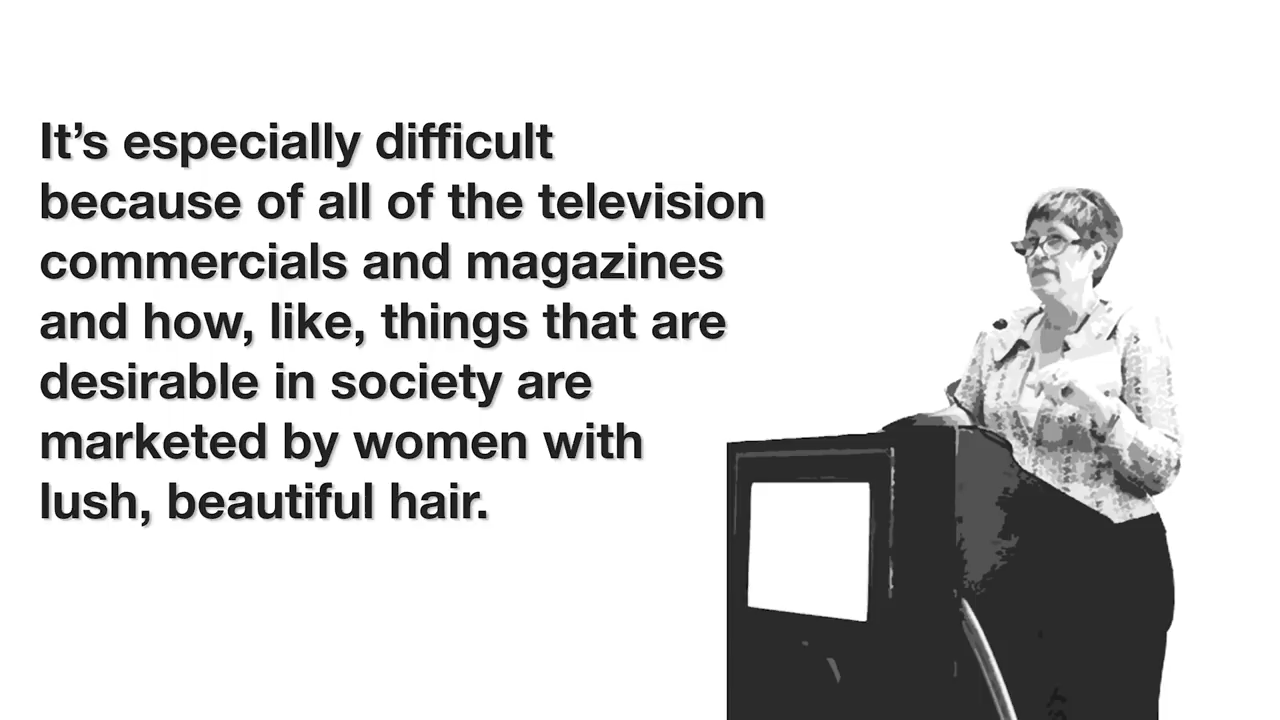 It’s especially difficult
because of all of the television
commercials and magazines
and how, like, things that are
desirable in society are
marketed by women with
lush, beautiful hair.